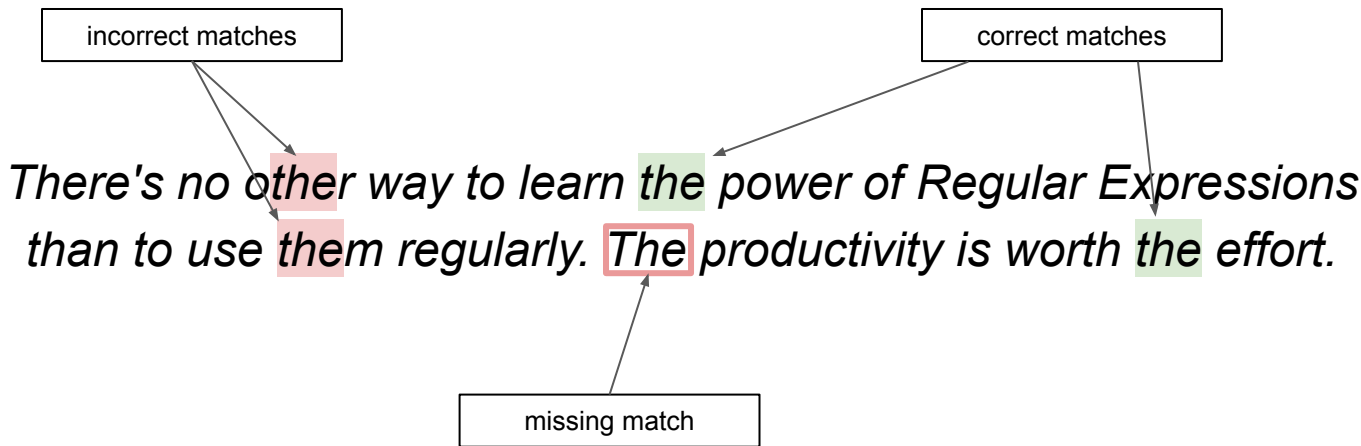 incorrect matches
correct matches
There's no other way to learn the power of Regular Expressions
than to use them regularly. The productivity is worth the effort.
missing match